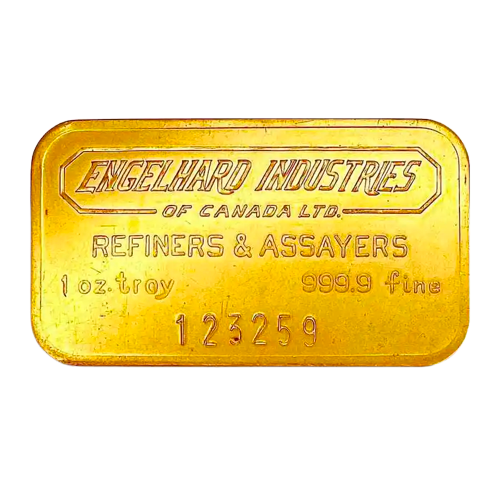 ENGELHARD INDUSTRIES
OF CANADA LTD.
REFINERS & ASSAYERS
1 oz. troy 999.9 fine
123259